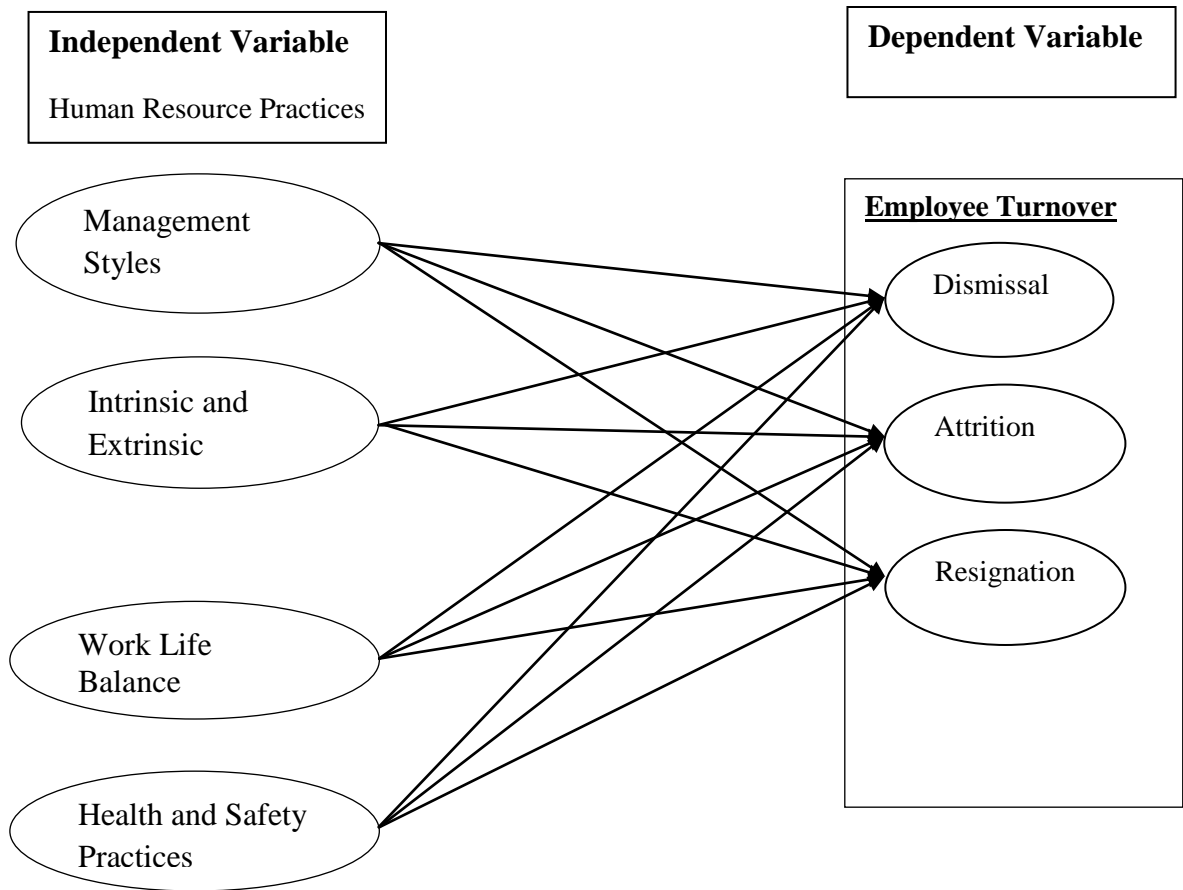 Independent Variable
Human Resource Practices
Dependent Variable
Management
Styles
Intrinsic and
Extrinsic
Work Life
Balance
Health and Safety
Practices
Employee Turnover
Dismissal
Attrition
Resignation